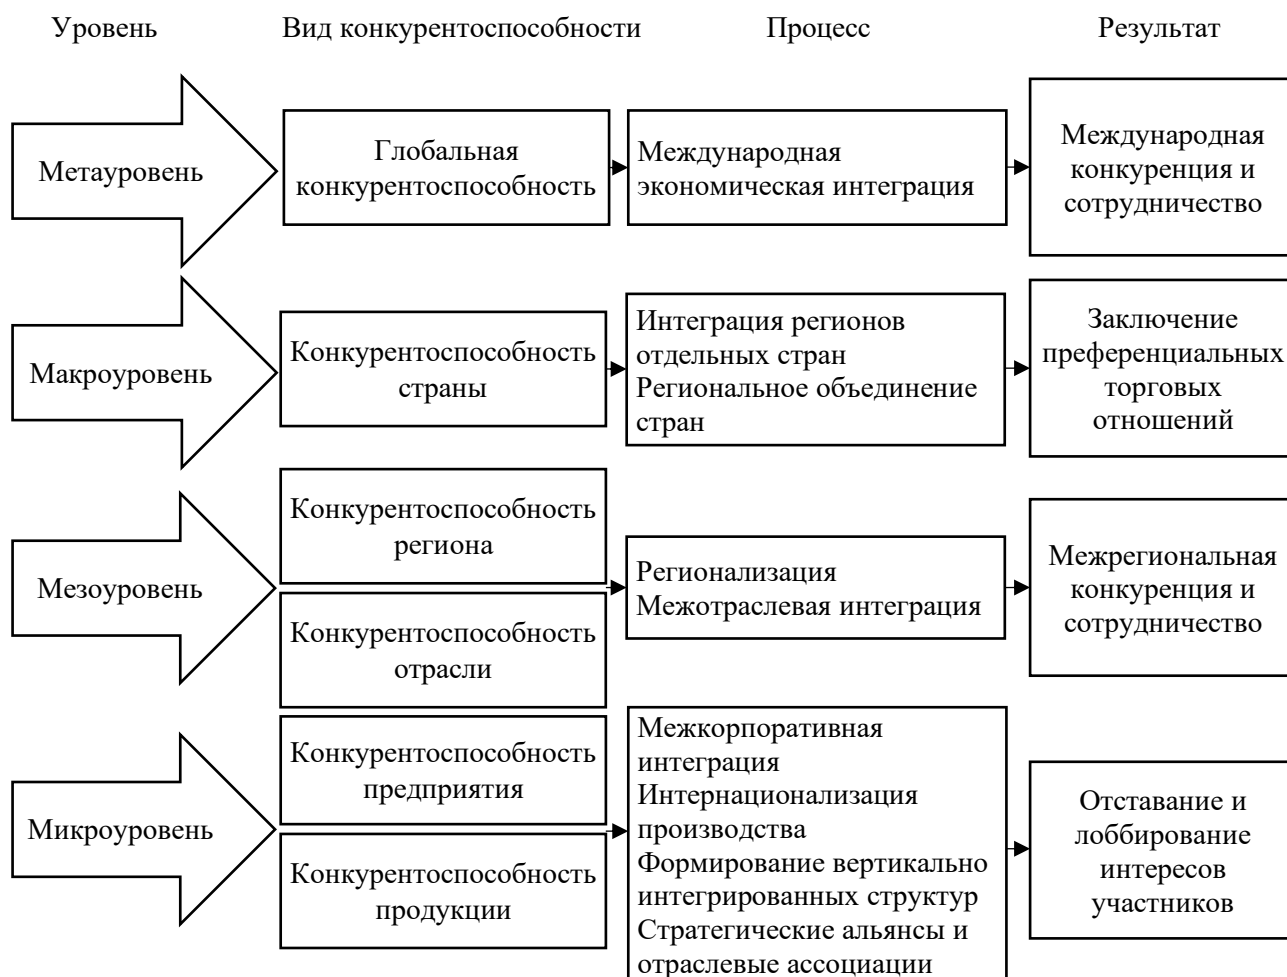 Уровень
Вид конкурентоспособности
Процесс
Результат
Метауровень
Глобальная
конкурентоспособность
Международная
экономическая интеграция
Международная
конкуренция и
сотрудничество
Макроуровень
Конкурентоспособность
страны
Интеграция регионов
отдельных стран
Региональное объединение
стран
Заключение
преференциальных
торговых
отношений
Мезоуровень
Конкурентоспособность
региона
Конкурентоспособность
отрасли
Регионализация
Межотраслевая интеграция
Межрегиональная
конкуренция и
сотрудничество
Микроуровень
Конкурентоспособность
предприятия
Конкурентоспособность
продукции
Межкорпоративная
интеграция
Интернационализация
производства
Формирование вертикально
интегрированных структур
Стратегические альянсы и
отраслевые ассоциации
Отставание и
лоббирование
интересов
участников